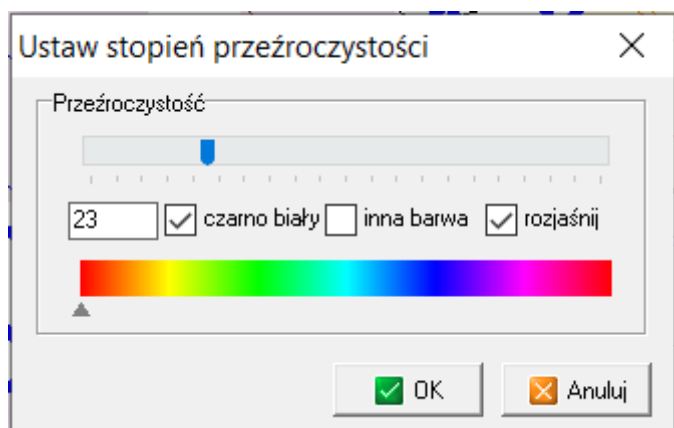 Ustaw stopień przeźroczystości
Przeźroczystość
23 czarno biały inna barwa rozjaśnij
OK Anuluj